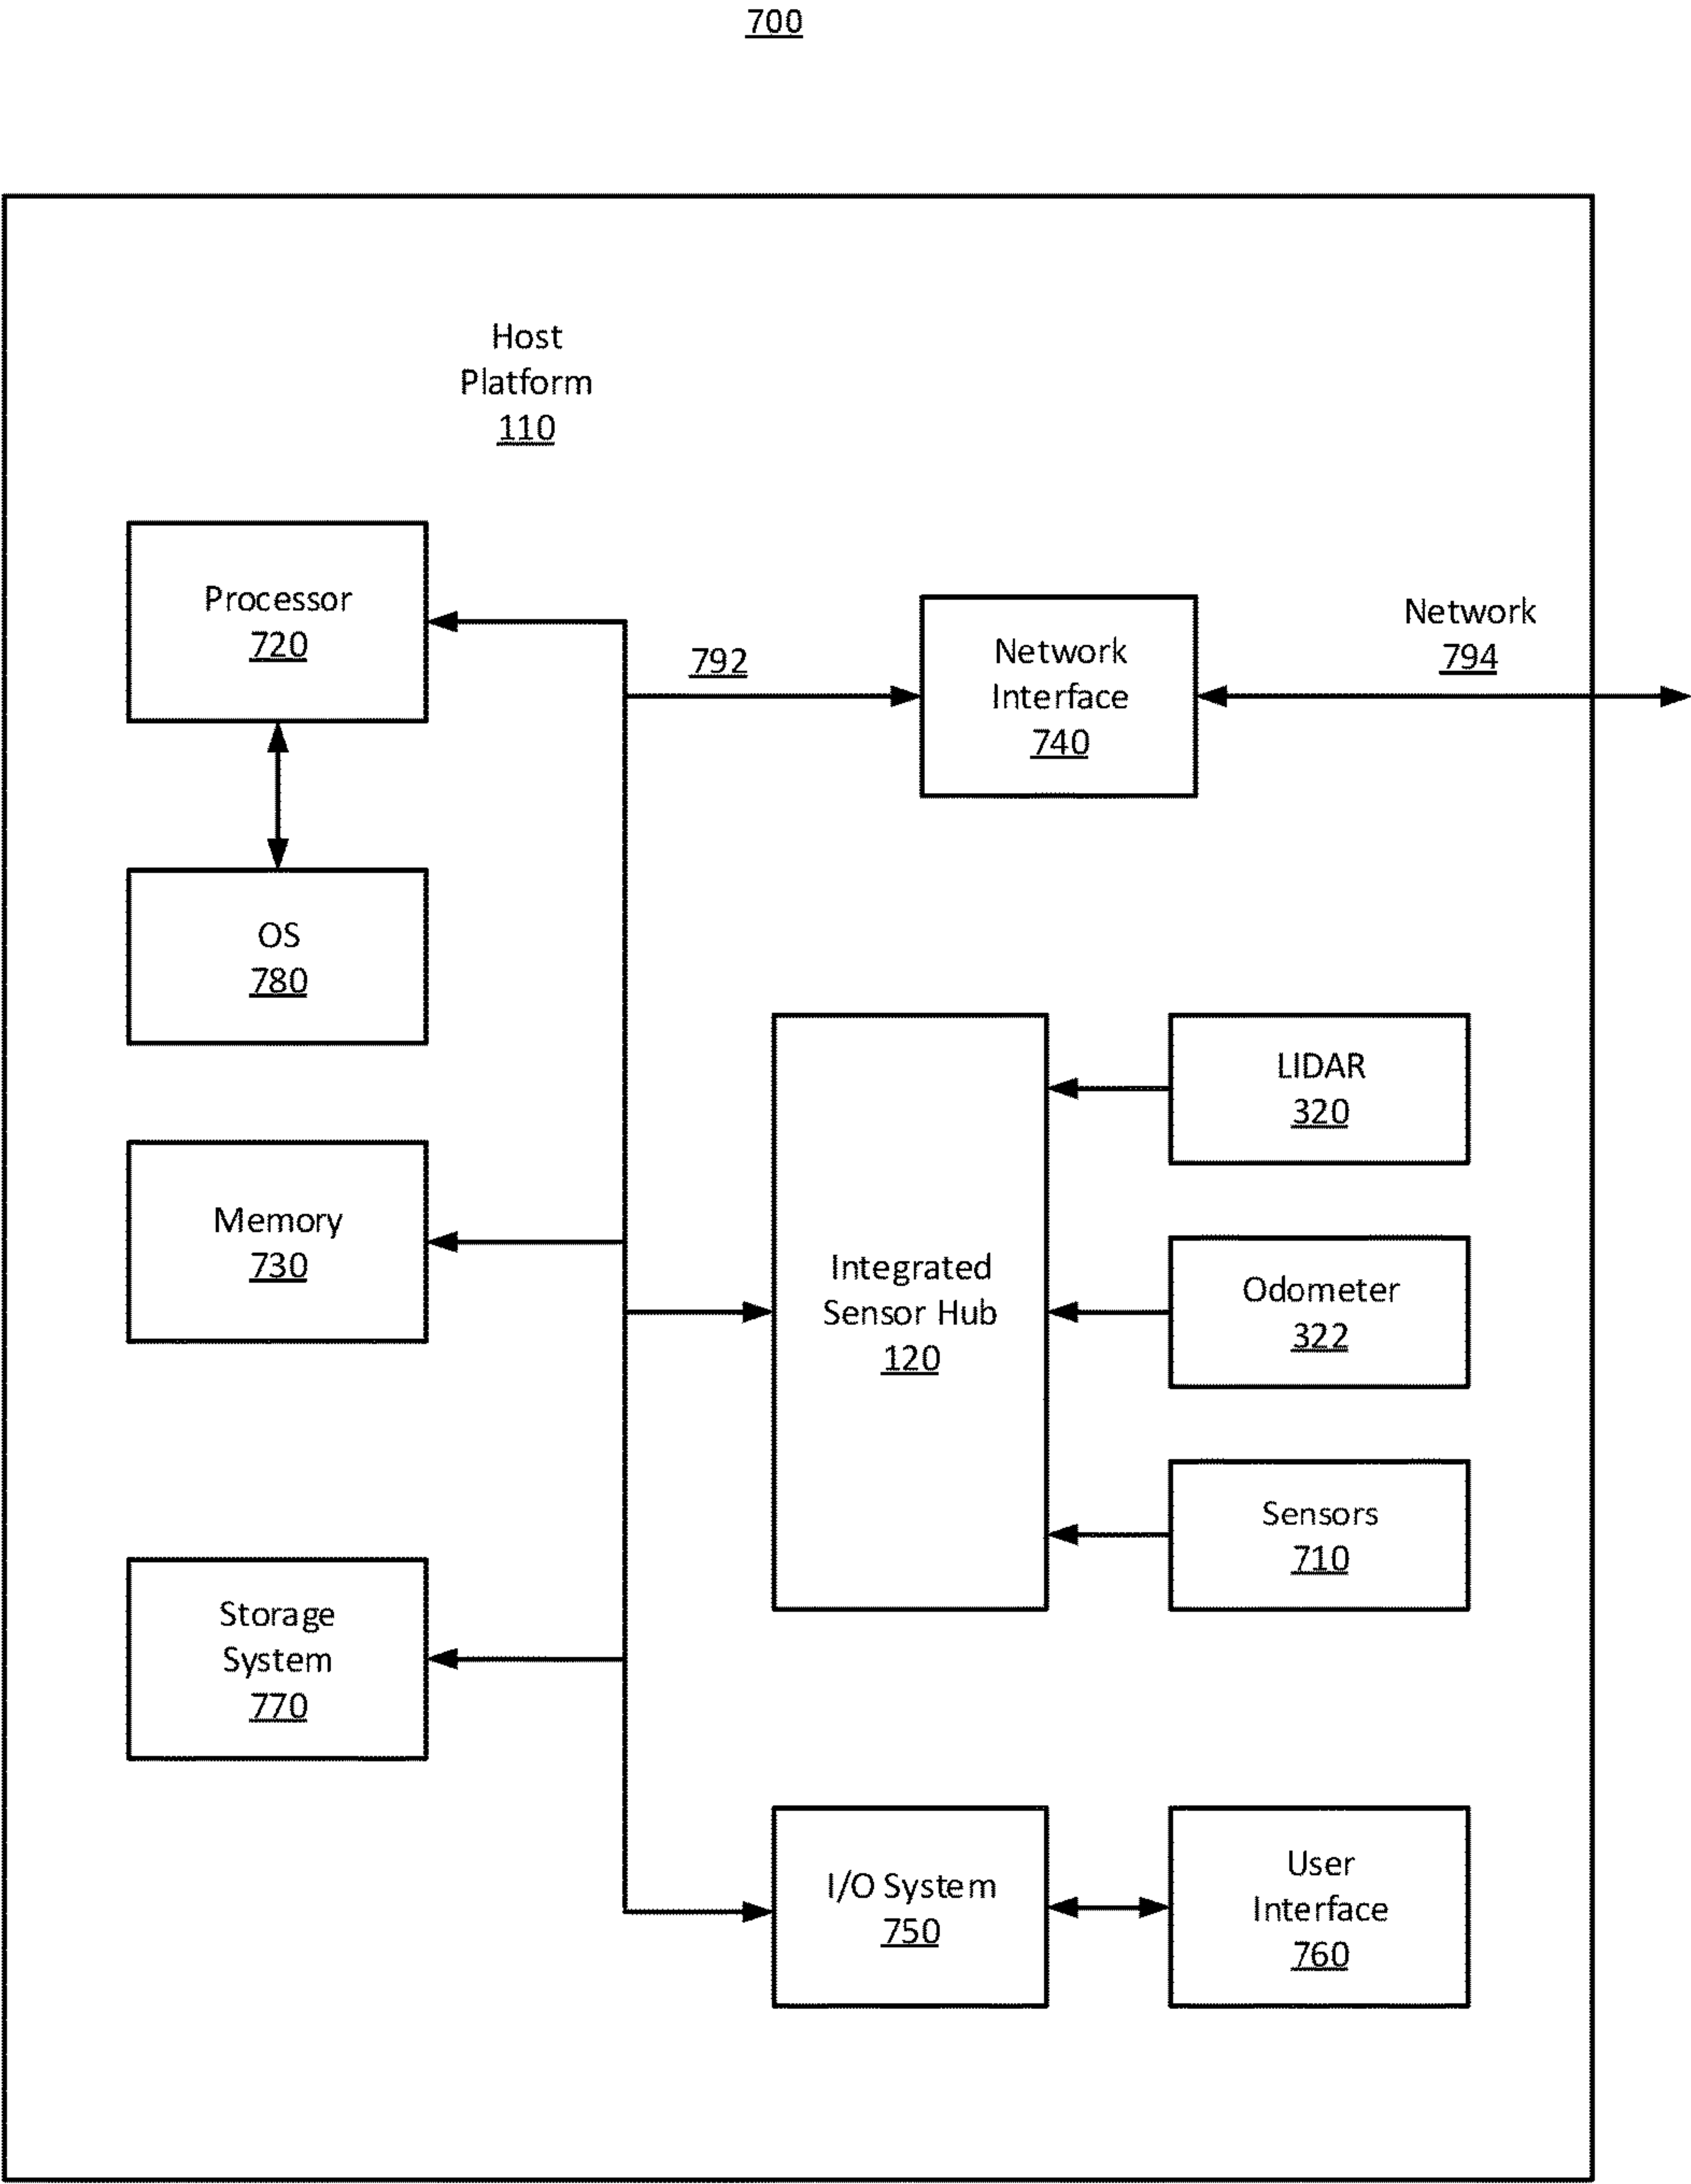 700
Host
Platform
110
Processor
720
792
Network
Interface
740
Network
794
OS
780
Memory
730
Integrated
Sensor Hub
120
LIDAR
320
Odometer
322
Sensors
710
Storage
System
770
I/O System
750
User
Interface
760